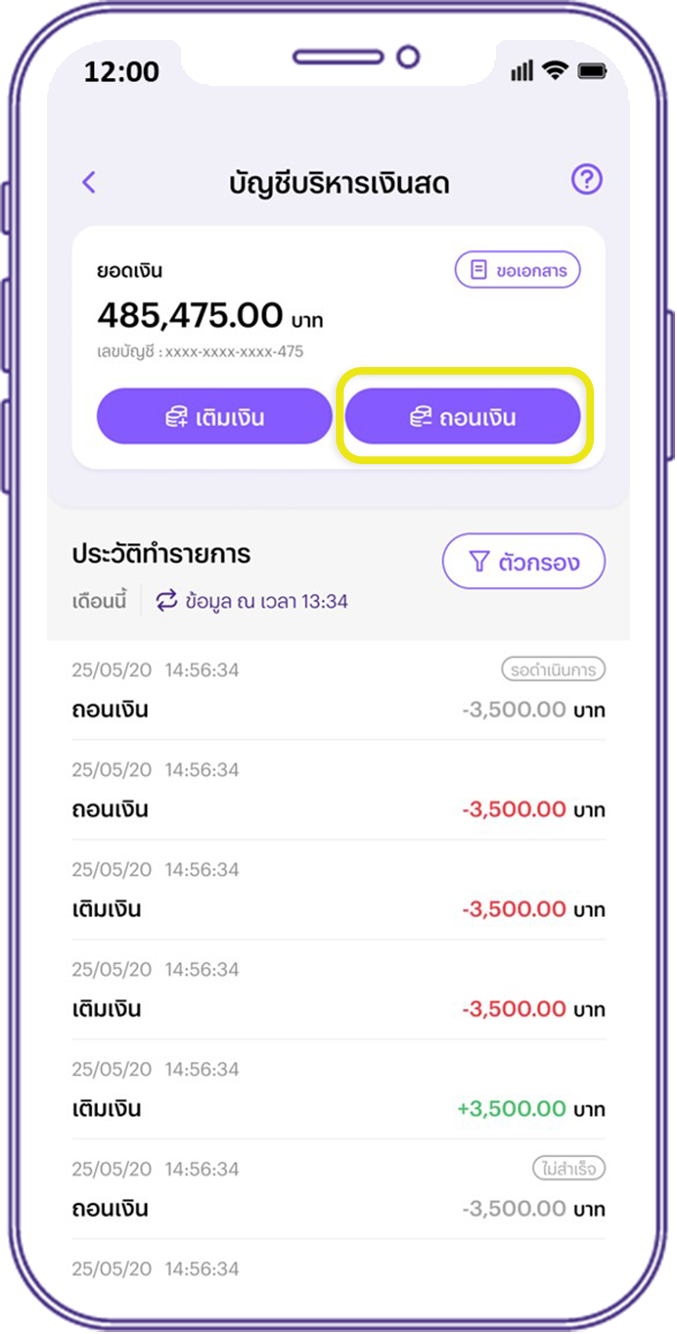 12:00
บัญชีบริหารเงินสด
ยอดเงิน
ขอเอกสาร
485,475.00 บาท
เลขบัญชี : xxxx-xxxx-xxxx-475
เติมเงิน
ถอนเงิน
ประวัติทำรายการ
ตัวกรอง
เดือนนี้
ข้อมูล ณ เวลา 13:34
25/05/20 14:56:34
รอดำเนินการ
ถอนเงิน
-3,500.00 บาท
25/05/20 14:56:34
ถอนเงิน
-3,500.00 บาท
25/05/20 14:56:34
เติมเงิน
-3,500.00 บาท
25/05/20 14:56:34
เติมเงิน
-3,500.00 บาท
25/05/20 14:56:34
เติมเงิน
+3,500.00 บาท
25/05/20 14:56:34
ไม่สำเร็จ
ถอนเงิน
-3,500.00 บาท
25/05/20 14:56:34